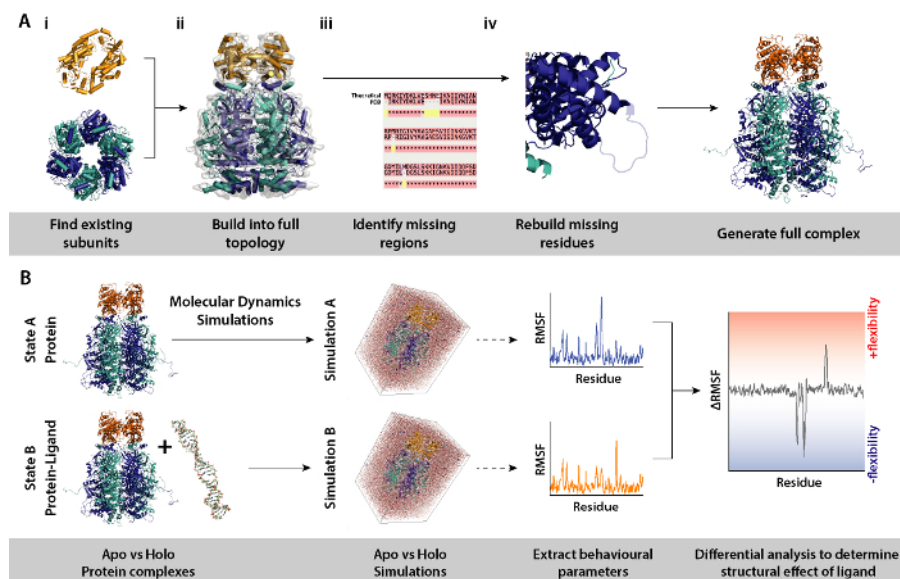 A
i
ii
iii
iv
Theoretical
PDB
Find existing
subunits
Build into full
topology
Identify missing
regions
Rebuild missing
residues
Generate full complex
B
State A
Protein
Molecular Dynamics
Simulations
Simulation A
RMSF
Residue
State B
Protein-Ligand
+
Simulation B
RMSF
Residue
ΔRMSF
+flexibility
-flexibility
Residue
Apo vs Holo
Protein complexes
Apo vs Holo
Simulations
Extract behavioural
parameters
Differential analysis to determine
structural effect of ligand